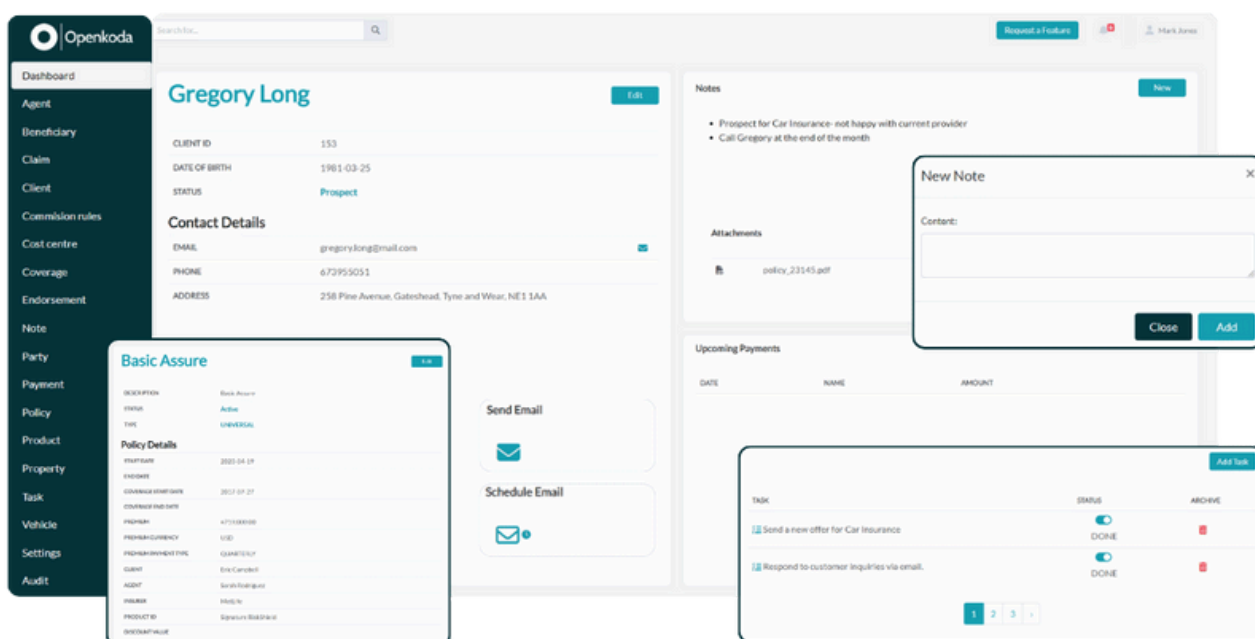 Openkoda
Search for...
Request a Feature
Mark Jones
Dashboard
Agent
Beneficiary
Claim
Client
Commision rules
Cost centre
Coverage
Endorsement
Note
Party
Payment
Policy
Product
Property
Task
Vehicle
Settings
Audit
Gregory Long
Edit
CLIENT ID 153
DATE OF BIRTH 1981-03-25
STATUS Prospect
Contact Details
EMAIL gregory.long@mail.com
PHONE 673955051
ADDRESS 258 Pine Avenue, Gateshead, Tyne and Wear, NE1 1AA
Notes
New
• Prospect for Car Insurance- not happy with current provider
• Call Gregory at the end of the month
Attachments
policy_23145.pdf
New Note ×
Content:
Close Add
Upcoming Payments
DATE NAME AMOUNT
Basic Assure
Edit
DESCRIPTION Basic Assure
STATUS Active
TYPE UNIVERSAL
Policy Details
START DATE
END DATE
COVERAGE START DATE
COVERAGE END DATE
PREMIUM
PREMIUM CURRENCY USD
PREMIUM PAYMENT TYPE QUARTERLY
CLIENT Eric Campbell
AGENT Sarah Rodriguez
INSURER MetLife
PRODUCT ID Signature
DISCOUNT VALUE
Send Email
Schedule Email
Add Task
TASK STATUS ARCHIVE
Send a new offer for Car Insurance
DONE
Respond to customer inquiries via email.
DONE
1 2 3 ›